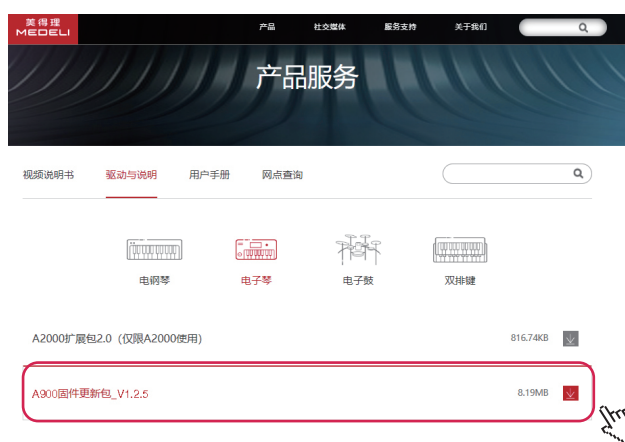 美得理
MEDELI
产品 社交媒体 服务支持 关于我们
产品服务
视频说明书 驱动与说明 用户手册 网点查询
电钢琴 电子琴 电子鼓 双排键
A2000扩展包2.0（仅限A2000使用） 816.74KB
A900固件更新包_V1.2.5 8.19MB